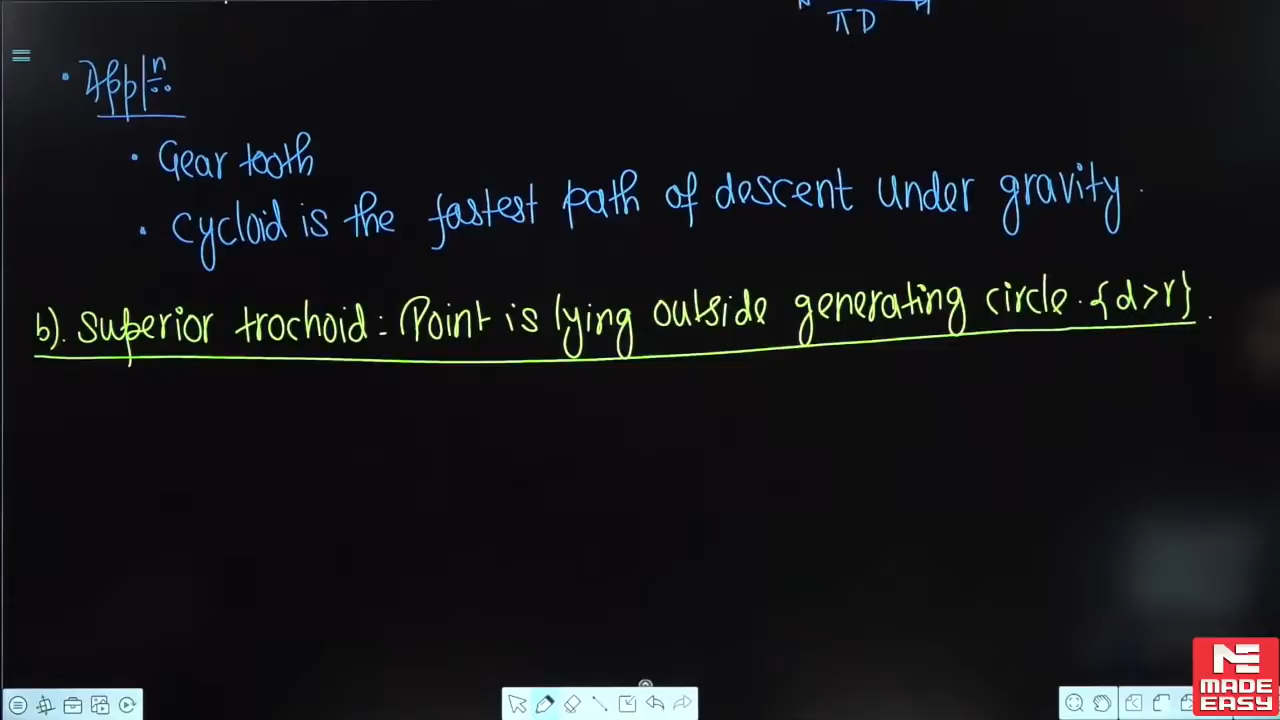 πD
• Appl<u>n</u>:
• Gear tooth
• Cycloid is the fastest path of descent under gravity.
b). Superior trochoid: (Point is lying outside generating circle. {d>r}.
MADE
EASY